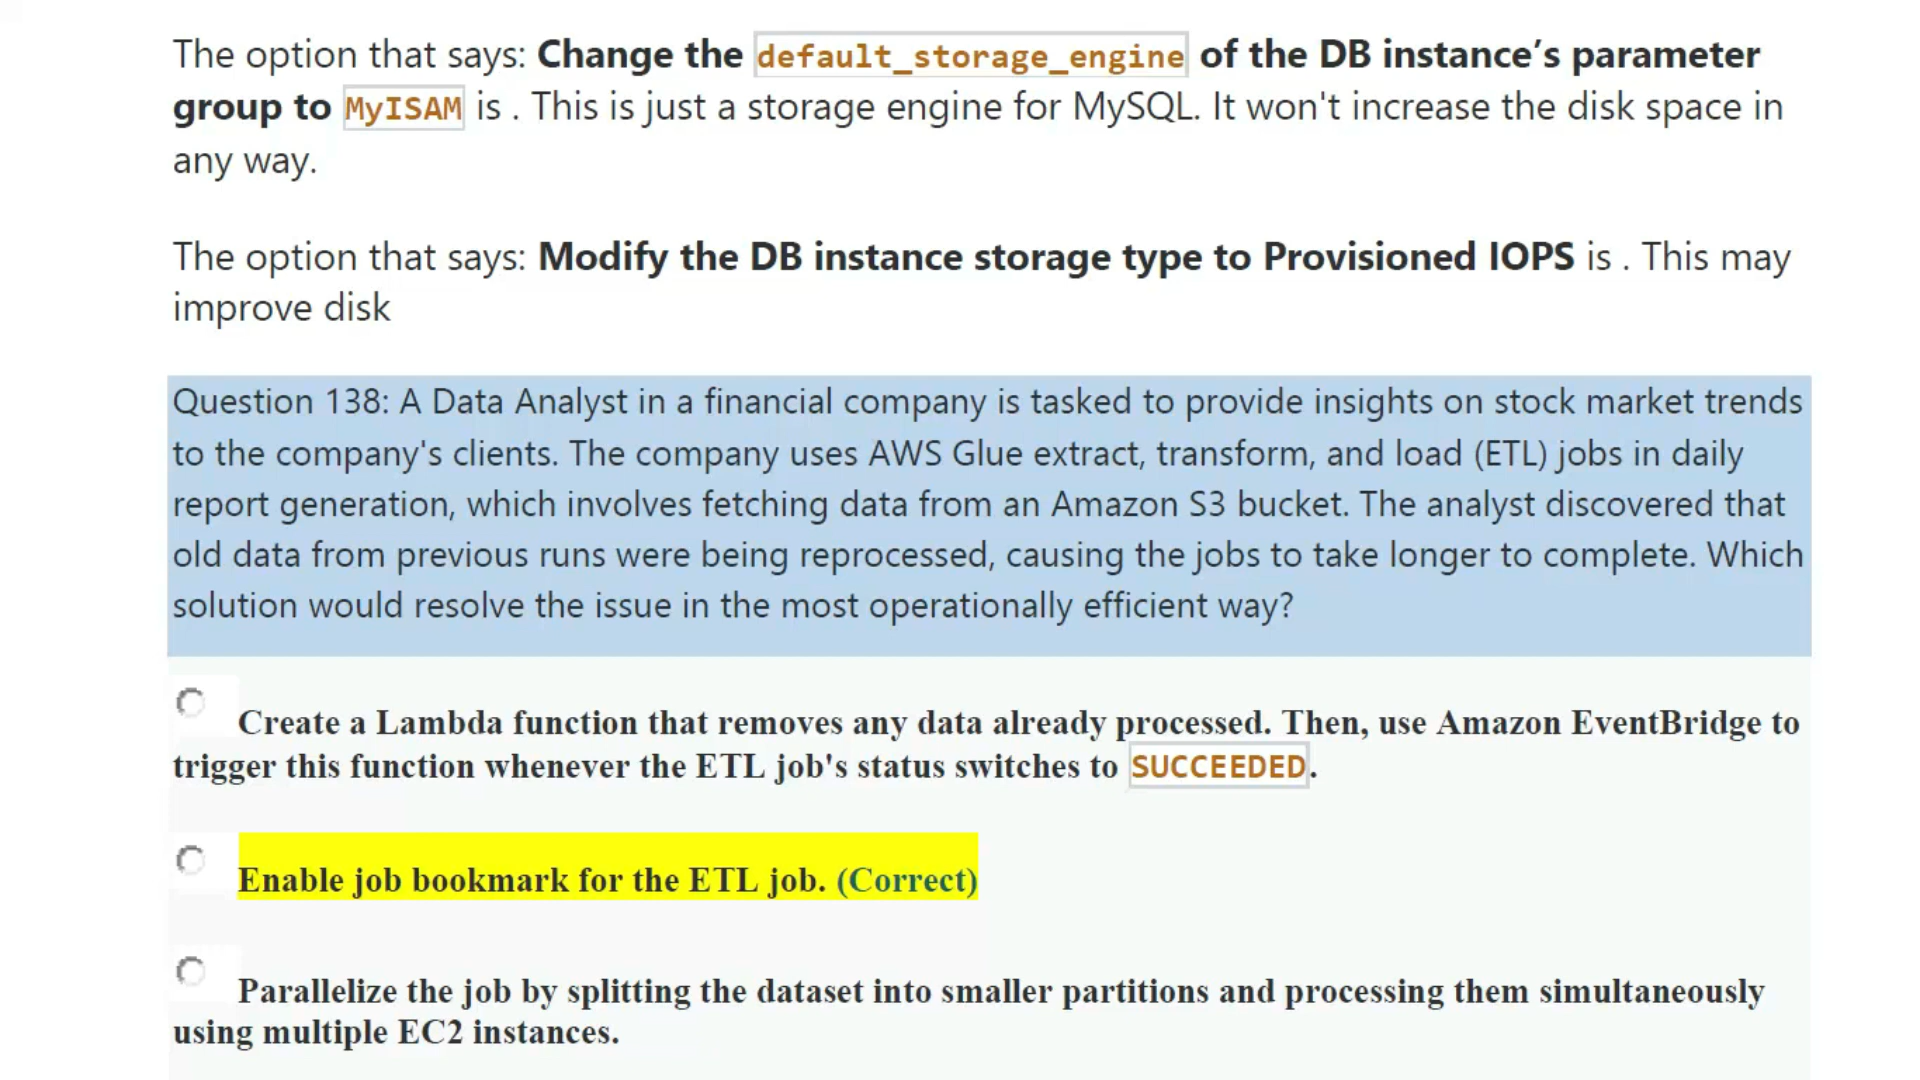 The option that says: Change the default_storage_engine of the DB instance’s parameter
group to MyISAM is . This is just a storage engine for MySQL. It won't increase the disk space in
any way.
The option that says: Modify the DB instance storage type to Provisioned IOPS is . This may
improve disk
Question 138: A Data Analyst in a financial company is tasked to provide insights on stock market trends
to the company's clients. The company uses AWS Glue extract, transform, and load (ETL) jobs in daily
report generation, which involves fetching data from an Amazon S3 bucket. The analyst discovered that
old data from previous runs were being reprocessed, causing the jobs to take longer to complete. Which
solution would resolve the issue in the most operationally efficient way?
Create a Lambda function that removes any data already processed. Then, use Amazon EventBridge to
trigger this function whenever the ETL job's status switches to SUCCEEDED.
Enable job bookmark for the ETL job. (Correct)
Parallelize the job by splitting the dataset into smaller partitions and processing them simultaneously
using multiple EC2 instances.